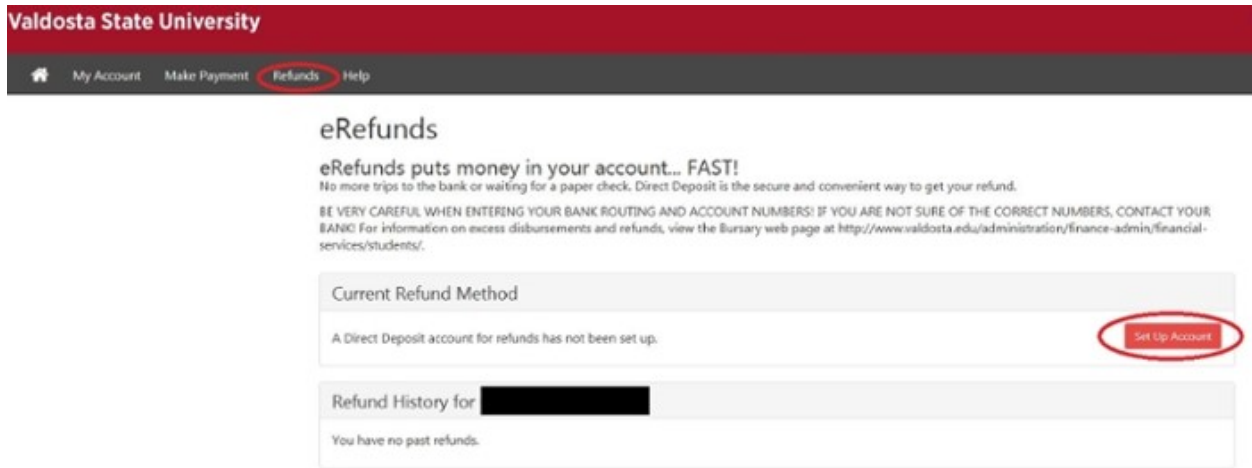 Valdosta State University
My Account Make Payment Refunds Help
eRefunds
eRefunds puts money in your account... FAST!
No more trips to the bank or waiting for a paper check. Direct Deposit is the secure and convenient way to get your refund.
BE VERY CAREFUL WHEN ENTERING YOUR BANK ROUTING AND ACCOUNT NUMBERS! IF YOU ARE NOT SURE OF THE CORRECT NUMBERS, CONTACT YOUR
BANK! For information on excess disbursements and refunds, view the Bursary web page at http://www.valdosta.edu/administration/finance-admin/financial-
services/students/.
Current Refund Method
A Direct Deposit account for refunds has not been set up.
Set Up Account
Refund History for
You have no past refunds.